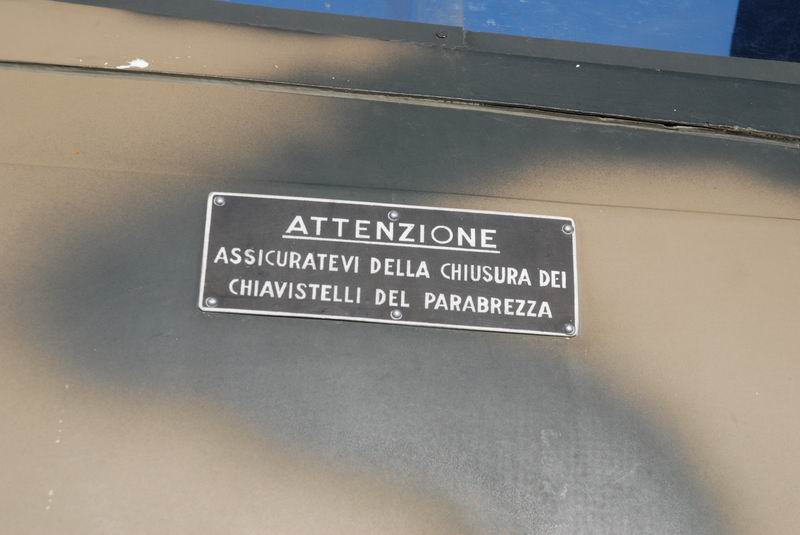 ATTENZIONE
ASSICURATEVI DELLA CHIUSURA DEI
CHIAVISTELLI DEL PARABREZZA